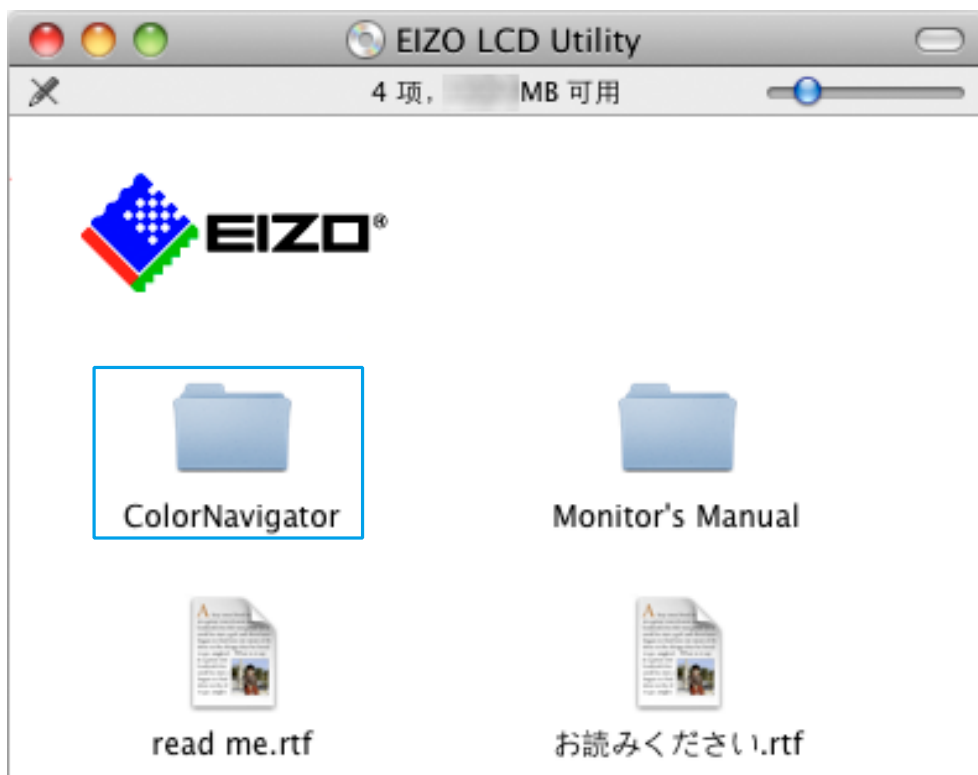 EIZO LCD Utility
4 项, MB 可用
EIZO®
ColorNavigator
Monitor's Manual
read me.rtf
お読みください.rtf